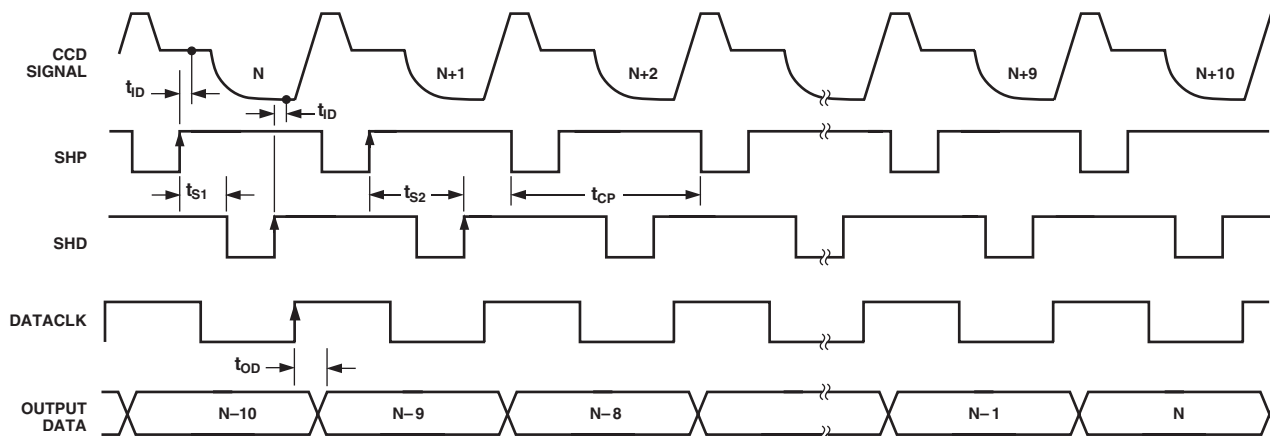 CCD
SIGNAL
N
N+1
N+2
N+9
N+10
tID
tID
SHP
tS1
tS2
tCP
SHD
DATACLK
tOD
OUTPUT
DATA
N–10
N–9
N–8
N–1
N